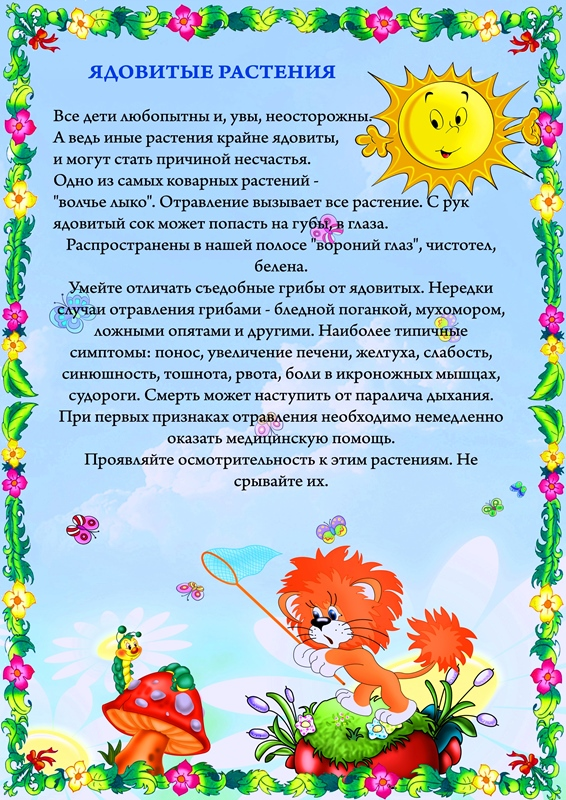 ЯДОВИТЫЕ РАСТЕНИЯ
Все дети любопытны и, увы, неосторожны.
А ведь иные растения крайне ядовиты,
и могут стать причиной несчастья.
Одно из самых коварных растений -
"волчье лыко". Отравление вызывает все растение. С рук
ядовитый сок может попасть на губы, в глаза.
Распространены в нашей полосе "вороний глаз", чистотел,
белена.
Умейте отличать съедобные грибы от ядовитых. Нередки
случаи отравления грибами - бледной поганкой, мухомором,
ложными опятами и другими. Наиболее типичные
симптомы: понос, увеличение печени, желтуха, слабость,
синюшность, тошнота, рвота, боли в икроножных мышцах,
судороги. Смерть может наступить от паралича дыхания.
При первых признаках отравления необходимо немедленно
оказать медицинскую помощь.
Проявляйте осмотрительность к этим растениям. Не
срывайте их.